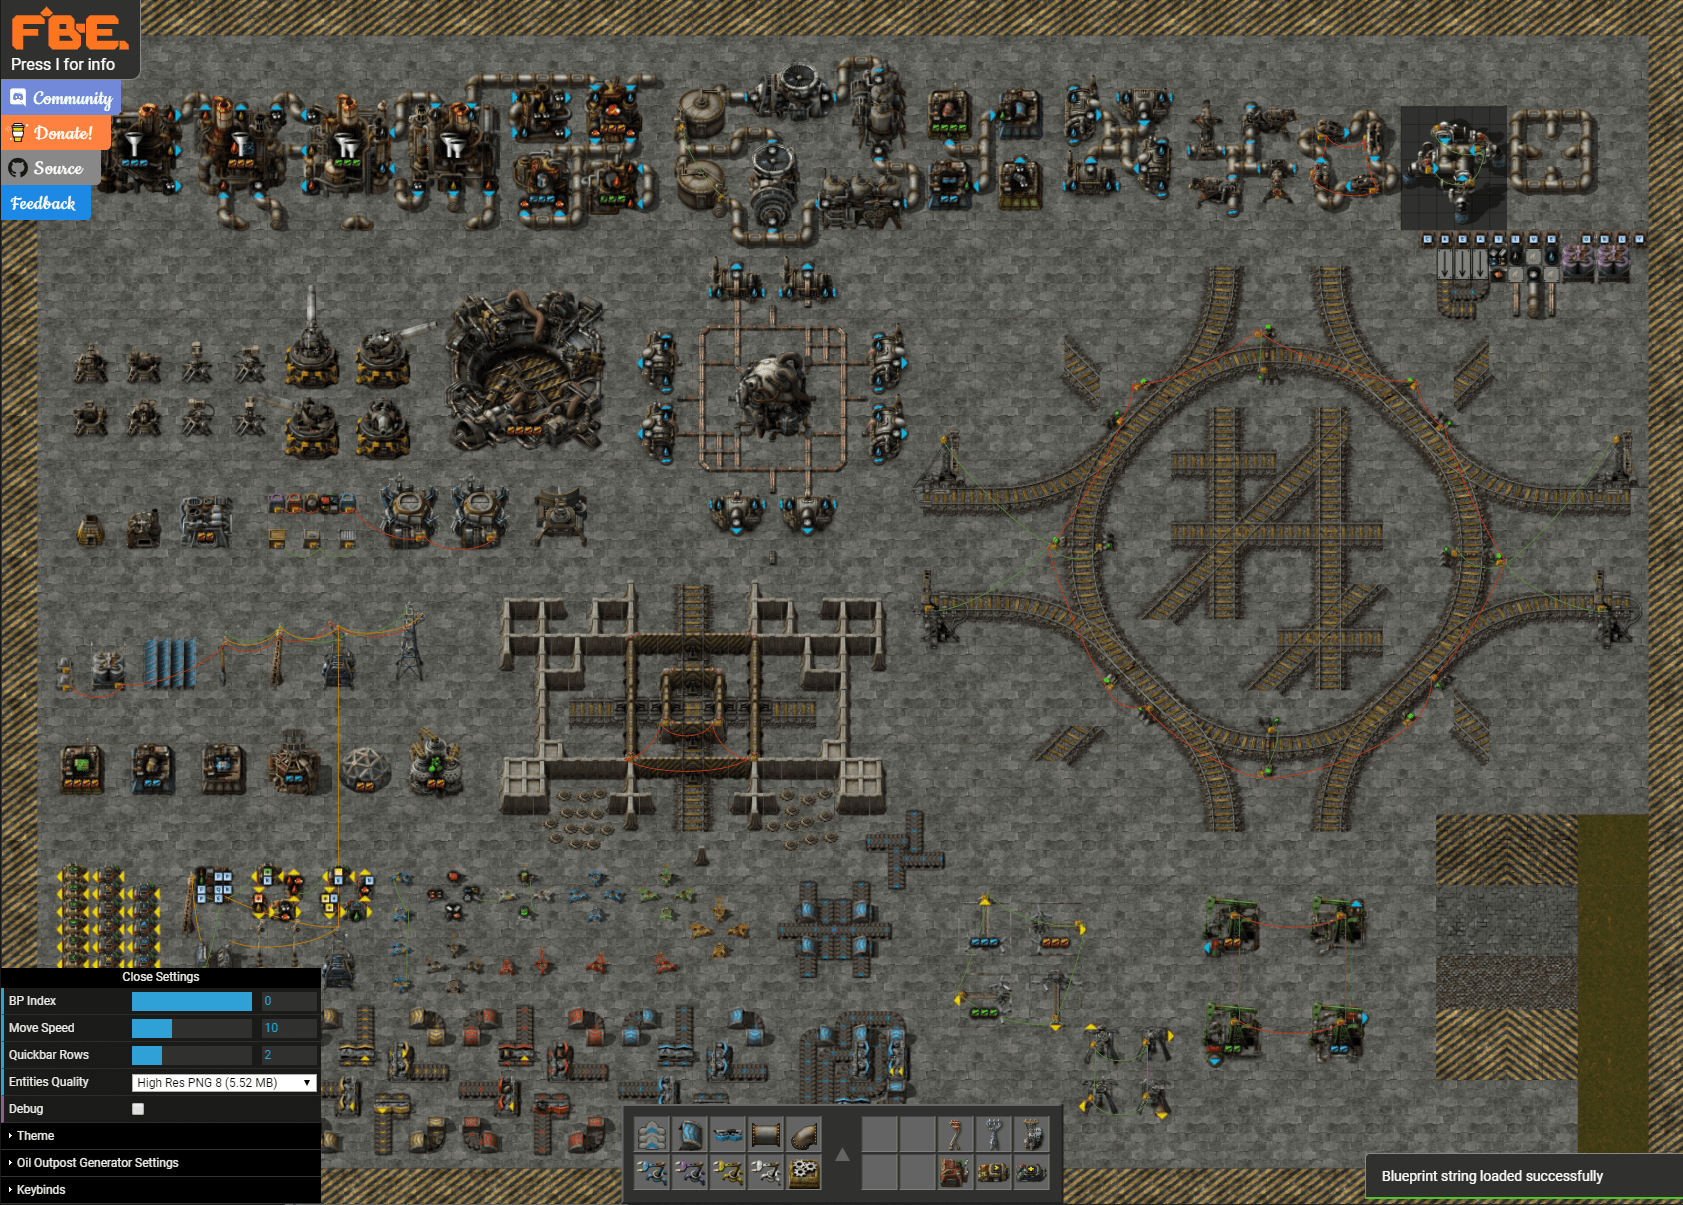 FBE.
Press I for info
Community
Donate!
Source
Feedback
C R E A T I V E O N L Y
Close Settings
BP Index 0
Move Speed 10
Quickbar Rows 2
Entities Quality High Res PNG 8 (5.52 MB)
Debug
Theme
Oil Outpost Generator Settings
Keybinds
Blueprint string loaded successfully